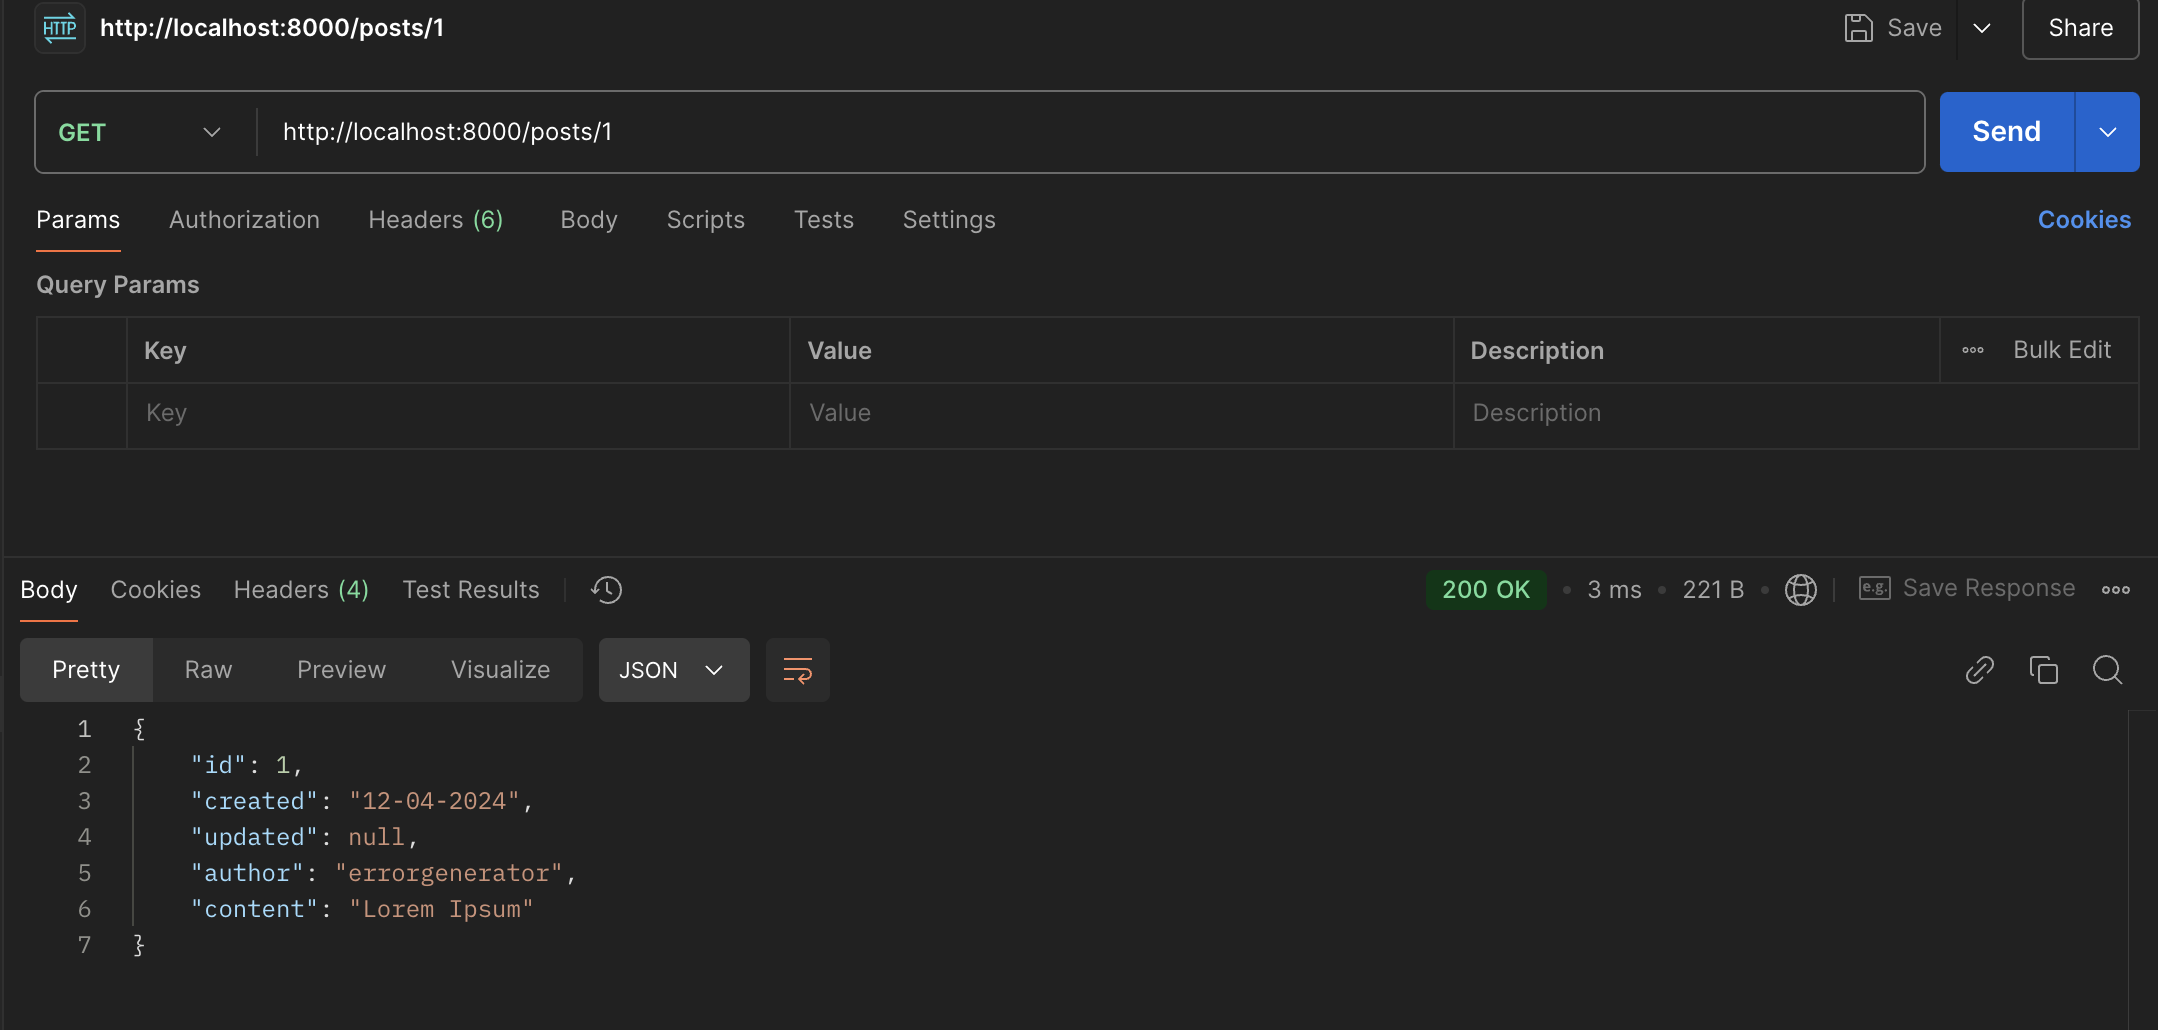 HTTP http://localhost:8000/posts/1 Save Share
GET http://localhost:8000/posts/1 Send
Params Authorization Headers (6) Body Scripts Tests Settings Cookies
Query Params
Key Value Description Bulk Edit
Key Value Description
Body Cookies Headers (4) Test Results 200 OK 3 ms 221 B e.g. Save Response
Pretty Raw Preview Visualize JSON
1 {
2 "id": 1,
3 "created": "12-04-2024",
4 "updated": null,
5 "author": "errorgenerator",
6 "content": "Lorem Ipsum"
7 }